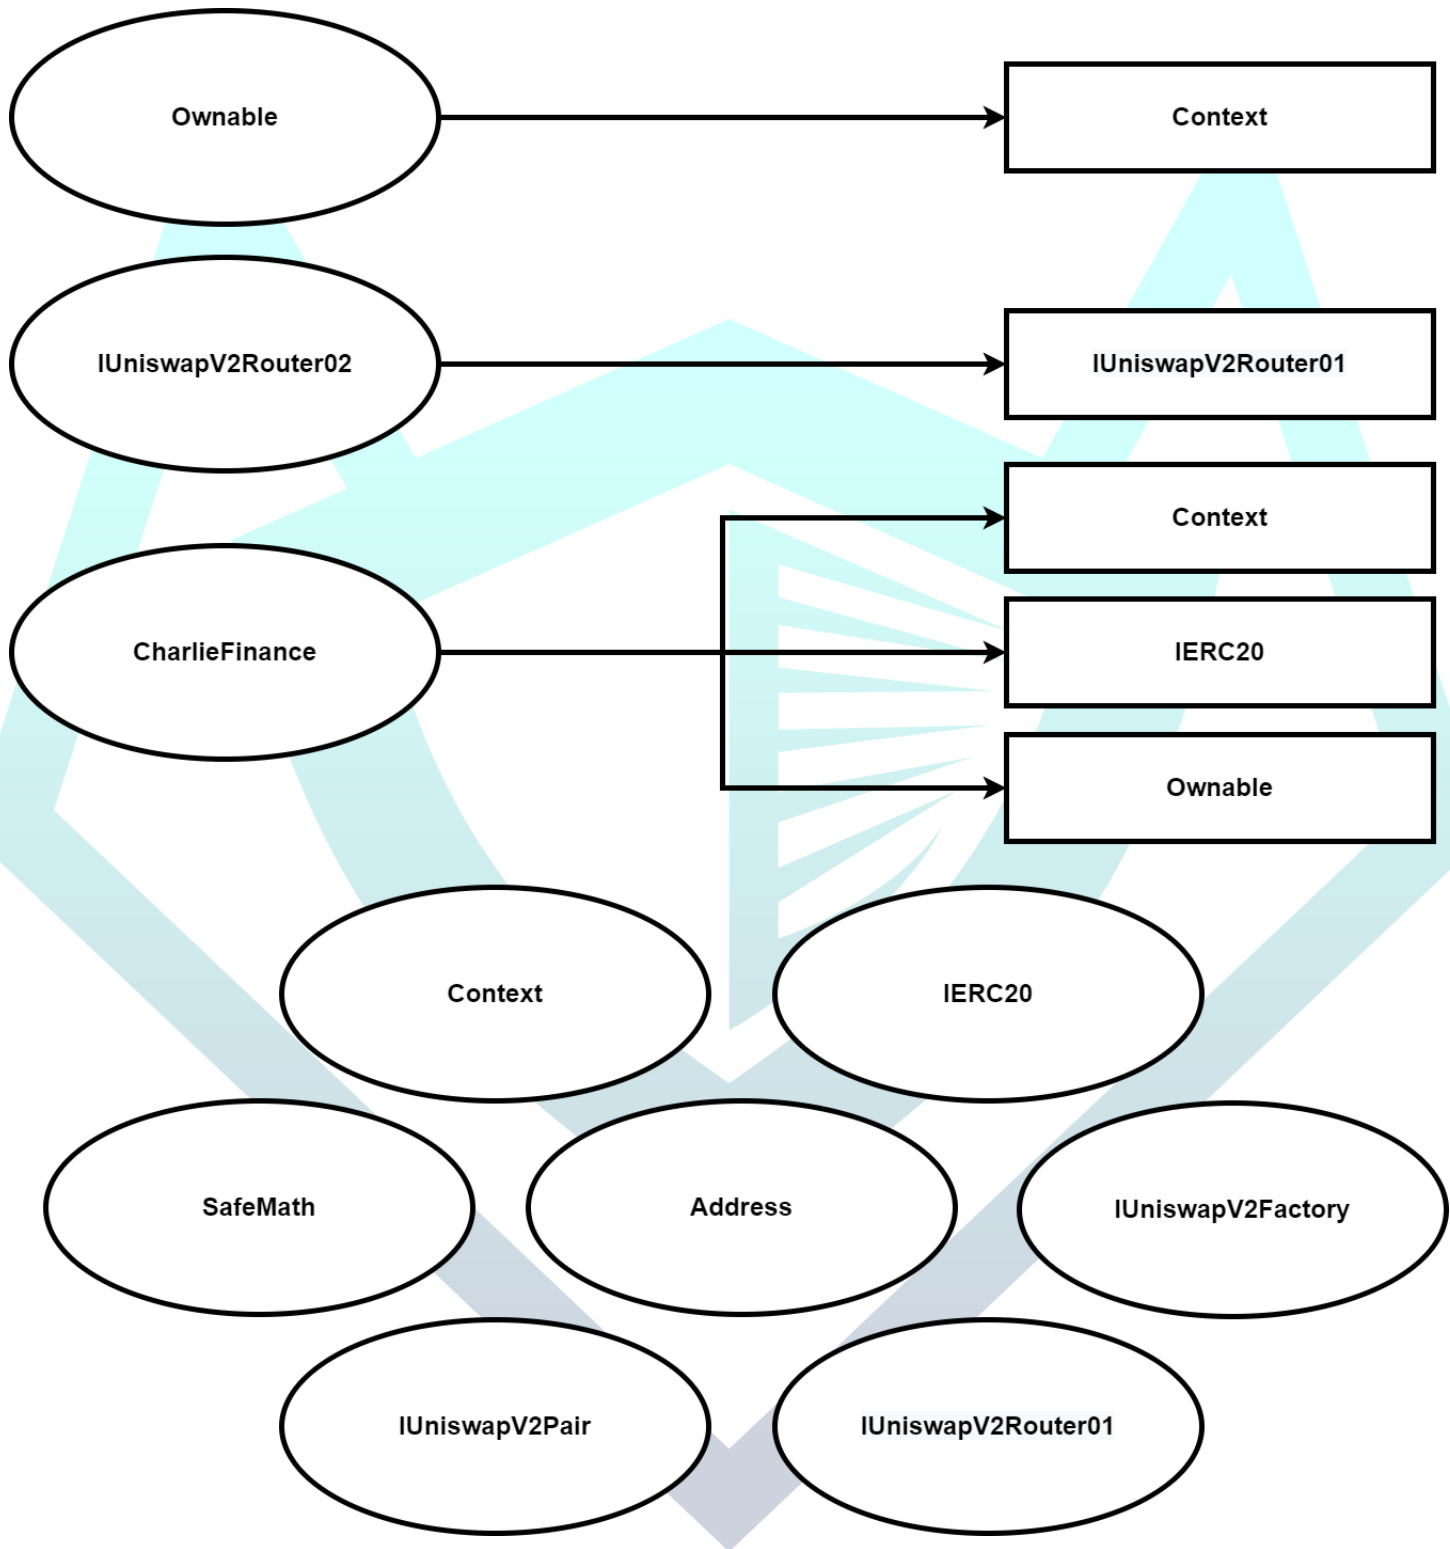 Ownable
Context
IUniswapV2Router02
IUniswapV2Router01
Context
CharlieFinance
IERC20
Ownable
Context
IERC20
SafeMath
Address
IUniswapV2Factory
IUniswapV2Pair
IUniswapV2Router01